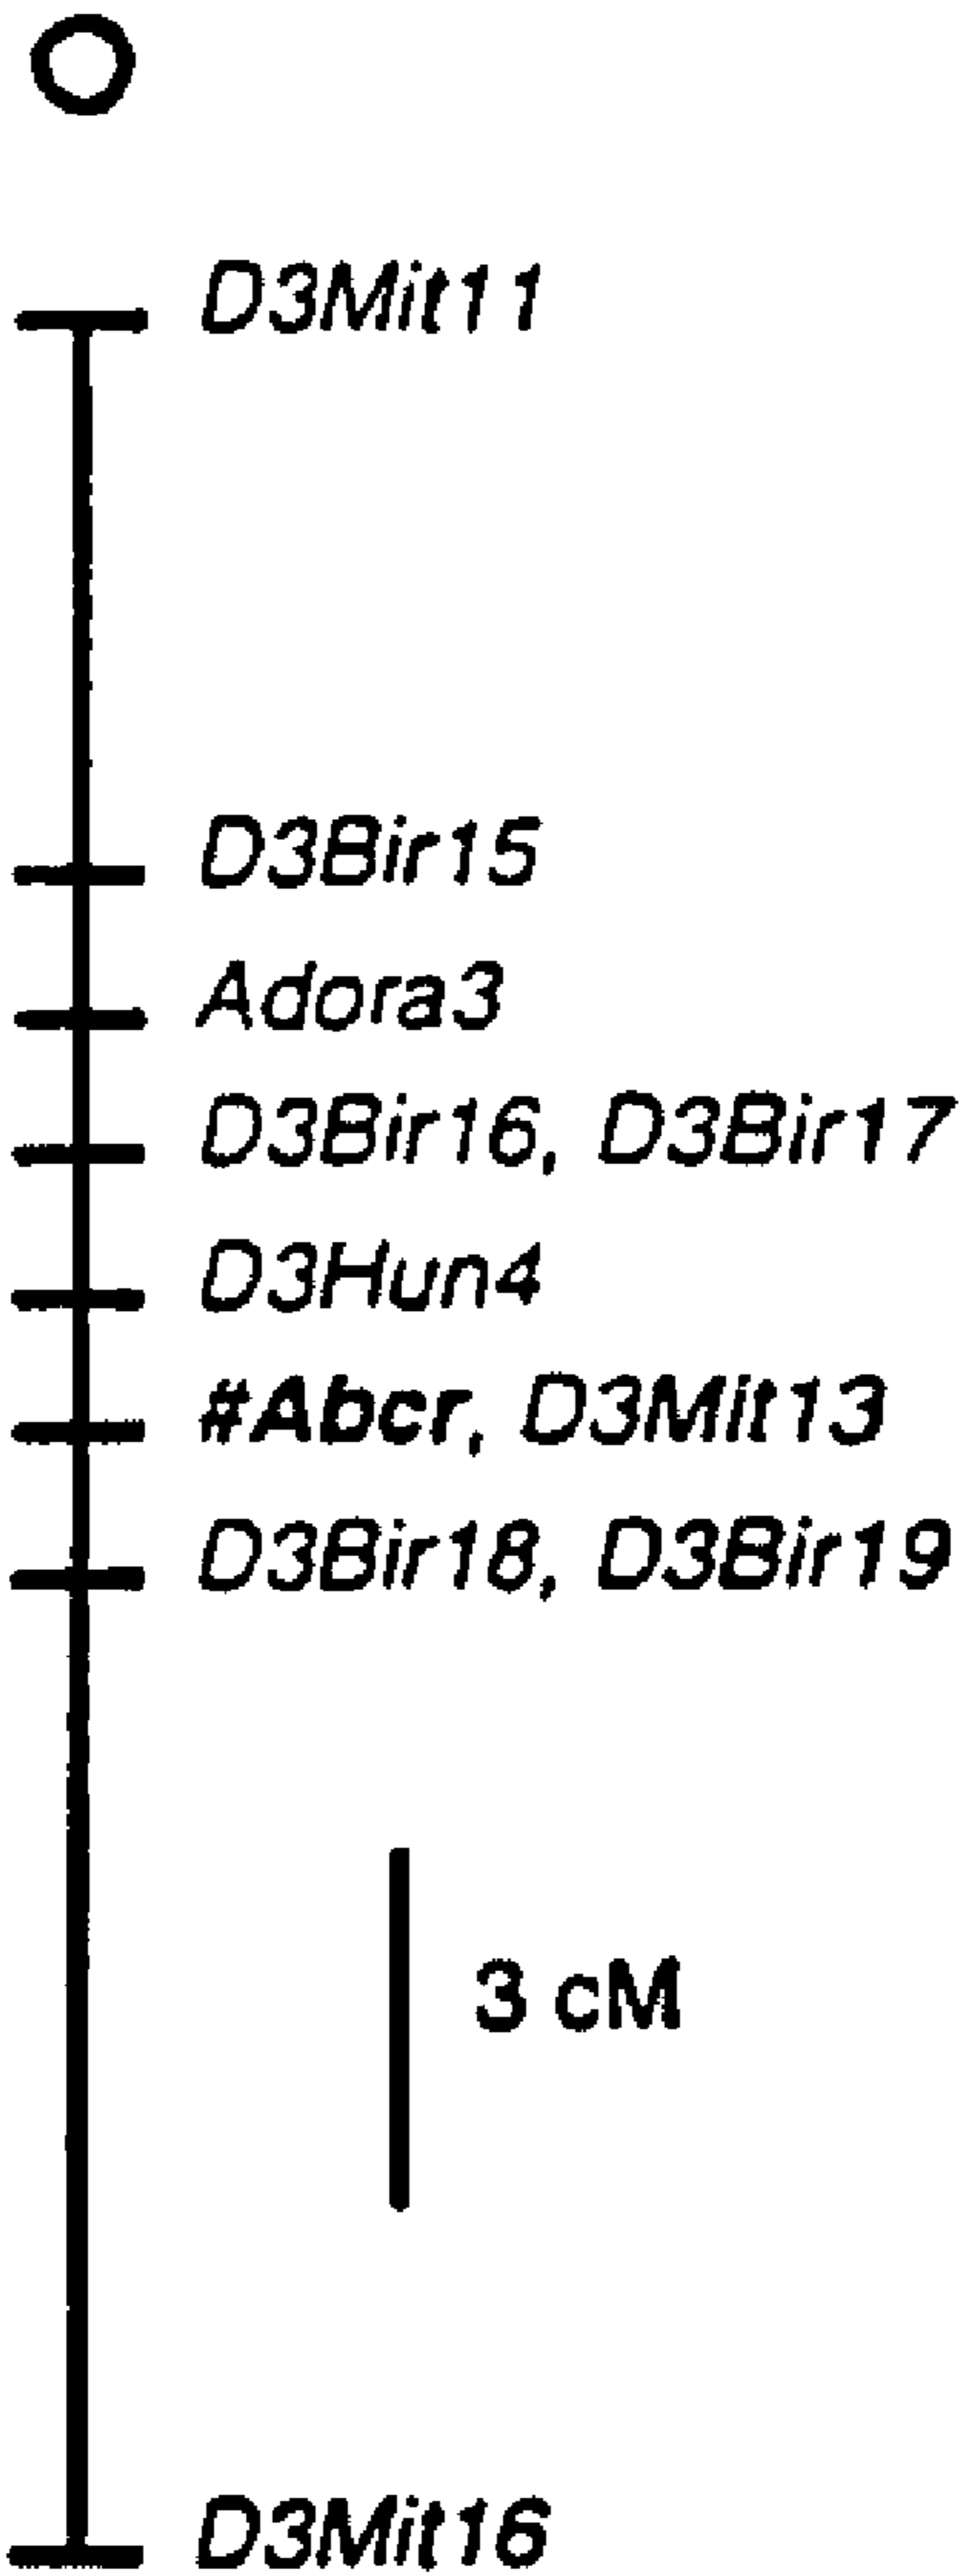 D3Mit11
D3Bir15
Adora3
D3Bir16, D3Bir17
D3Hun4
#Abcr, D3Mit13
D3Bir18, D3Bir19
3 cM
D3Mit16